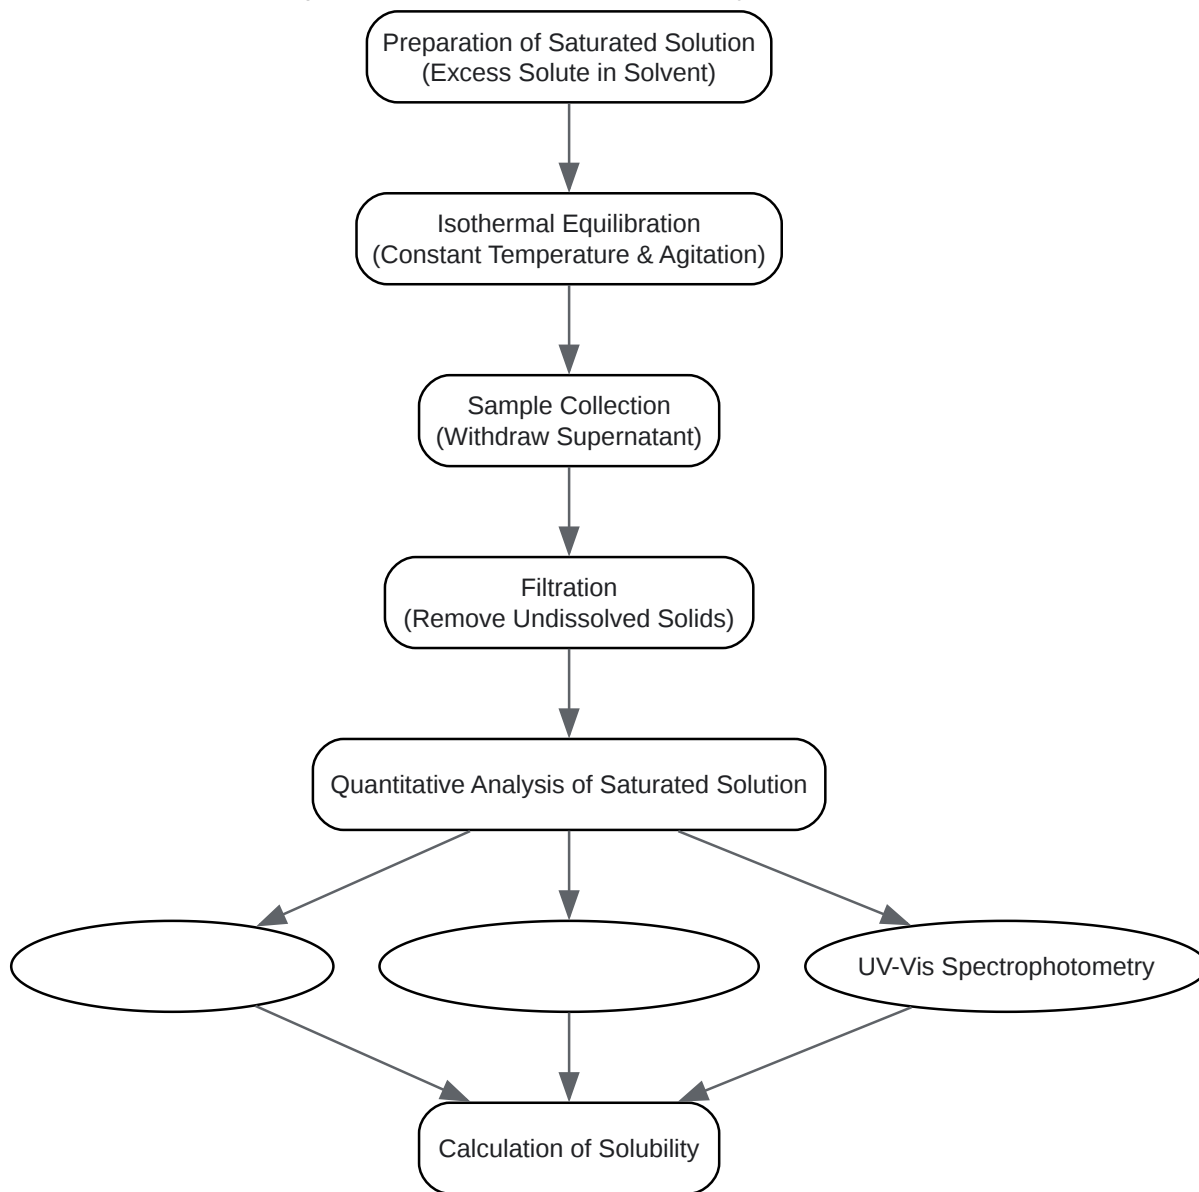 Preparation of Saturated Solution
(Excess Solute in Solvent)
Isothermal Equilibration
(Constant Temperature & Agitation)
Sample Collection
(Withdraw Supernatant)
Filtration
(Remove Undissolved Solids)
Quantitative Analysis of Saturated Solution
UV-Vis Spectrophotometry
Calculation of Solubility